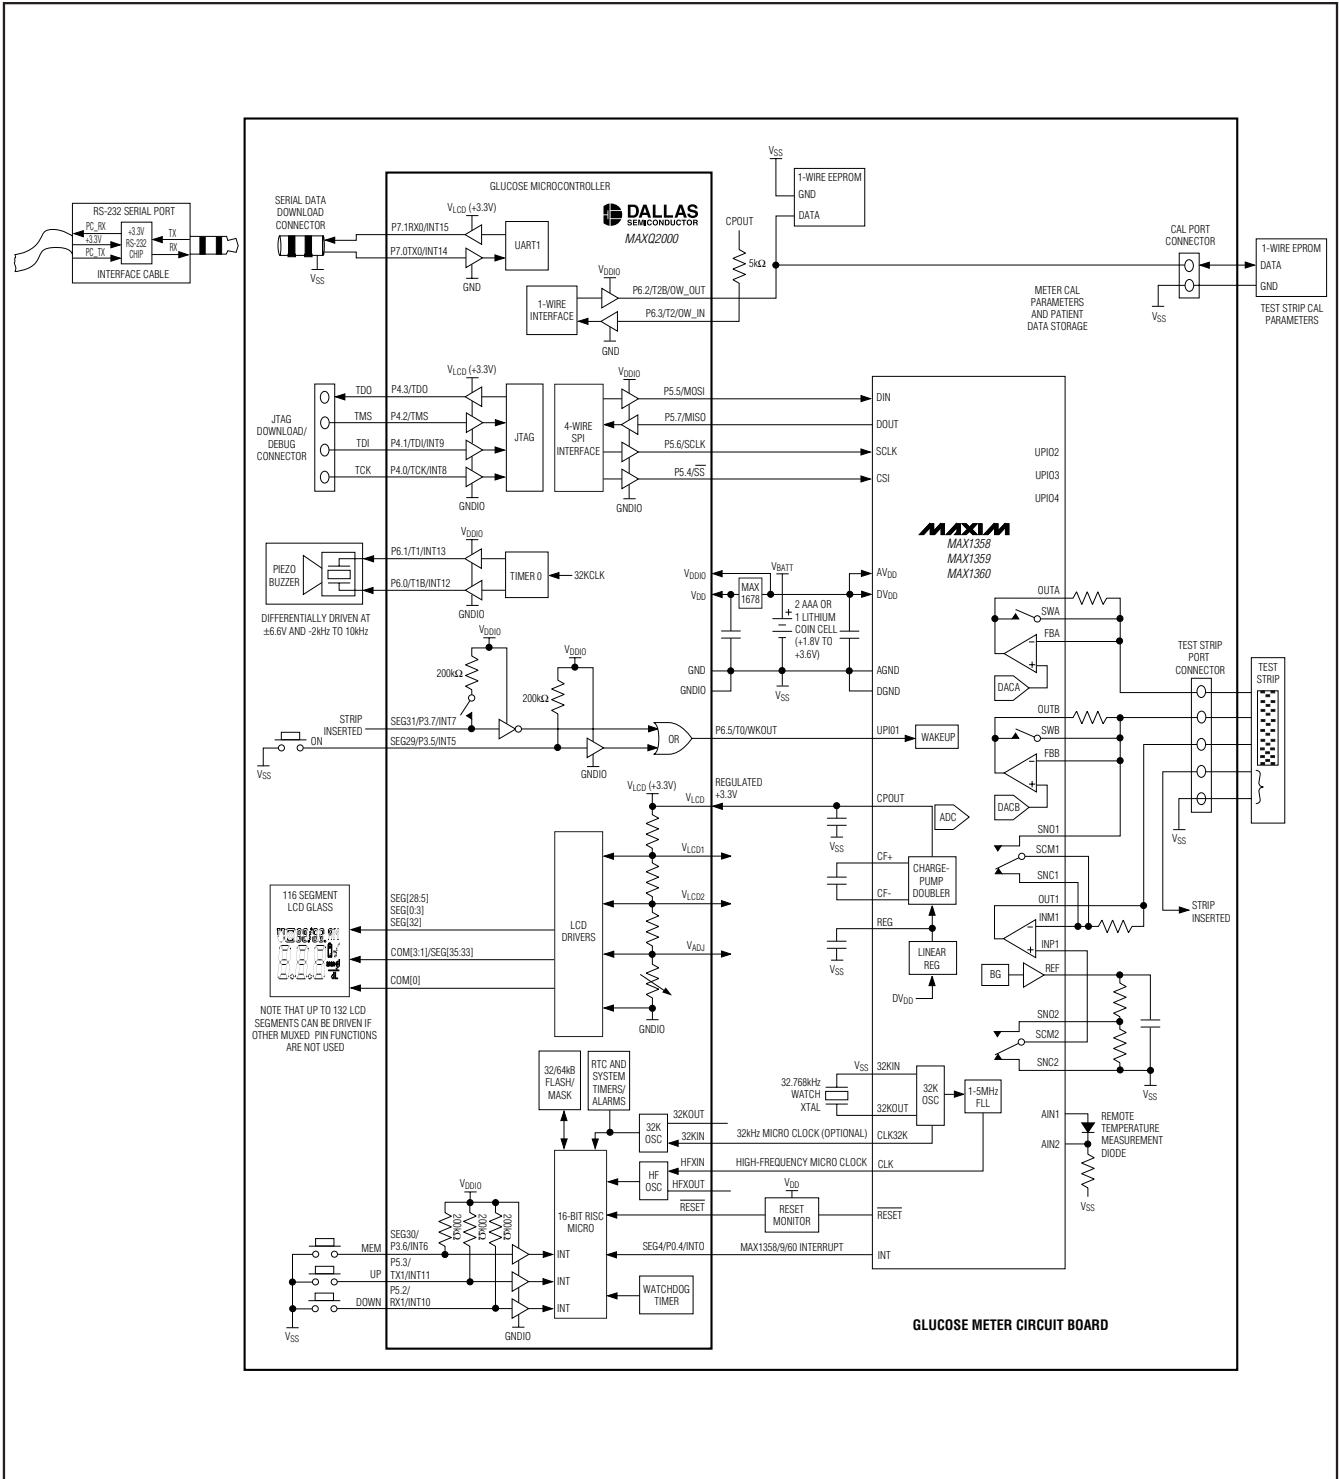 GLUCOSE MICROCONTROLLER
DALLAS
SEMICONDUCTOR
MAXQ2000
RS-232 SERIAL PORT
PC_RX
+3.3V
PC_TX
+3.3V
RS-232
CHIP
TX
RX
INTERFACE CABLE
SERIAL DATA
DOWNLOAD
CONNECTOR
VSS
P7.1RX0/INT15
P7.0TX0/INT14
VLCD (+3.3V)
UART1
GND
VSS
1-WIRE EEPROM
GND
DATA
CPOUT
5kΩ
VDDIO
1-WIRE
INTERFACE
P6.2/T2B/OW_OUT
P6.3/T2/OW_IN
GND
METER CAL
PARAMETERS
AND PATIENT
DATA STORAGE
CAL PORT
CONNECTOR
VSS
1-WIRE EPROM
DATA
GND
TEST STRIP CAL
PARAMETERS
JTAG
DOWNLOAD/
DEBUG
CONNECTOR
TDO
TMS
TDI
TCK
P4.3/TDO
P4.2/TMS
P4.1/TDI/INT9
P4.0/TCK/INT8
VLCD (+3.3V)
JTAG
GNDIO
4-WIRE
SPI
INTERFACE
VDDIO
GNDIO
P5.5/MOSI
P5.7/MISO
P5.6/SCLK
P5.4/SS
DIN
DOUT
SCLK
CSI
UPIO2
UPIO3
UPIO4
MAXIM
MAX1358
MAX1359
MAX1360
PIEZO
BUZZER
DIFFERENTIALLY DRIVEN AT
±6.6V AND -2kHz TO 10kHz
P6.1/T1/INT13
P6.0/T1B/INT12
VDDIO
GNDIO
TIMER 0
32KCLK
VDDIO
VDD
GND
GNDIO
MAX
1678
VBATT
+
2 AAA OR
1 LITHIUM
COIN CELL
(+1.8V TO
+3.6V)
VSS
AVDD
DVDD
AGND
DGND
VDDIO
200kΩ
VDDIO
200kΩ
STRIP
INSERTED
SEG31/P3.7/INT7
ON
SEG29/P3.5/INT5
VSS
GNDIO
OR
P6.5/T0/WKOUT
UPI01
WAKEUP
OUTA
SWA
FBA
DACA
OUTB
SWB
FBB
DACB
TEST STRIP
PORT
CONNECTOR
TEST
STRIP
VSS
STRIP
INSERTED
VLCD (+3.3V)
VLCD
REGULATED
+3.3V
VLCD1
VLCD2
VADJ
GNDIO
LCD
DRIVERS
CPOUT
VSS
ADC
CF+
CF-
CHARGE-
PUMP
DOUBLER
REG
VSS
LINEAR
REG
DVDD
SNO1
SCM1
SNC1
OUT1
INM1
INP1
BG
REF
SNO2
SCM2
SNC2
VSS
116 SEGMENT
LCD GLASS
SEG[28:5]
SEG[0:3]
SEG[32]
COM[3:1]/SEG[35:33]
COM[0]
NOTE THAT UP TO 132 LCD
SEGMENTS CAN BE DRIVEN IF
OTHER MUXED PIN FUNCTIONS
ARE NOT USED
32/64kB
FLASH/
MASK
RTC AND
SYSTEM
TIMERS/
ALARMS
32K
OSC
32KOUT
32KIN
HF
OSC
HFXIN
HFXOUT
RESET
16-BIT RISC
MICRO
INT
INT
INT
WATCHDOG
TIMER
SEG4/P0.4/INTO
MAX1358/9/60 INTERRUPT
INT
VSS
32KIN
32.768kHz
WATCH
XTAL
32KOUT
32K
OSC
1-5MHz
FLL
32kHz MICRO CLOCK (OPTIONAL)
CLK32K
HIGH-FREQUENCY MICRO CLOCK
CLK
VDD
RESET
MONITOR
RESET
AIN1
AIN2
REMOTE
TEMPERATURE
MEASUREMENT
DIODE
VSS
VDDIO
200kΩ
200kΩ
200kΩ
MEM
SEG30/
P3.6/INT6
UP
P5.3/
TX1/INT11
DOWN
P5.2/
RX1/INT10
VSS
GNDIO
GLUCOSE METER CIRCUIT BOARD